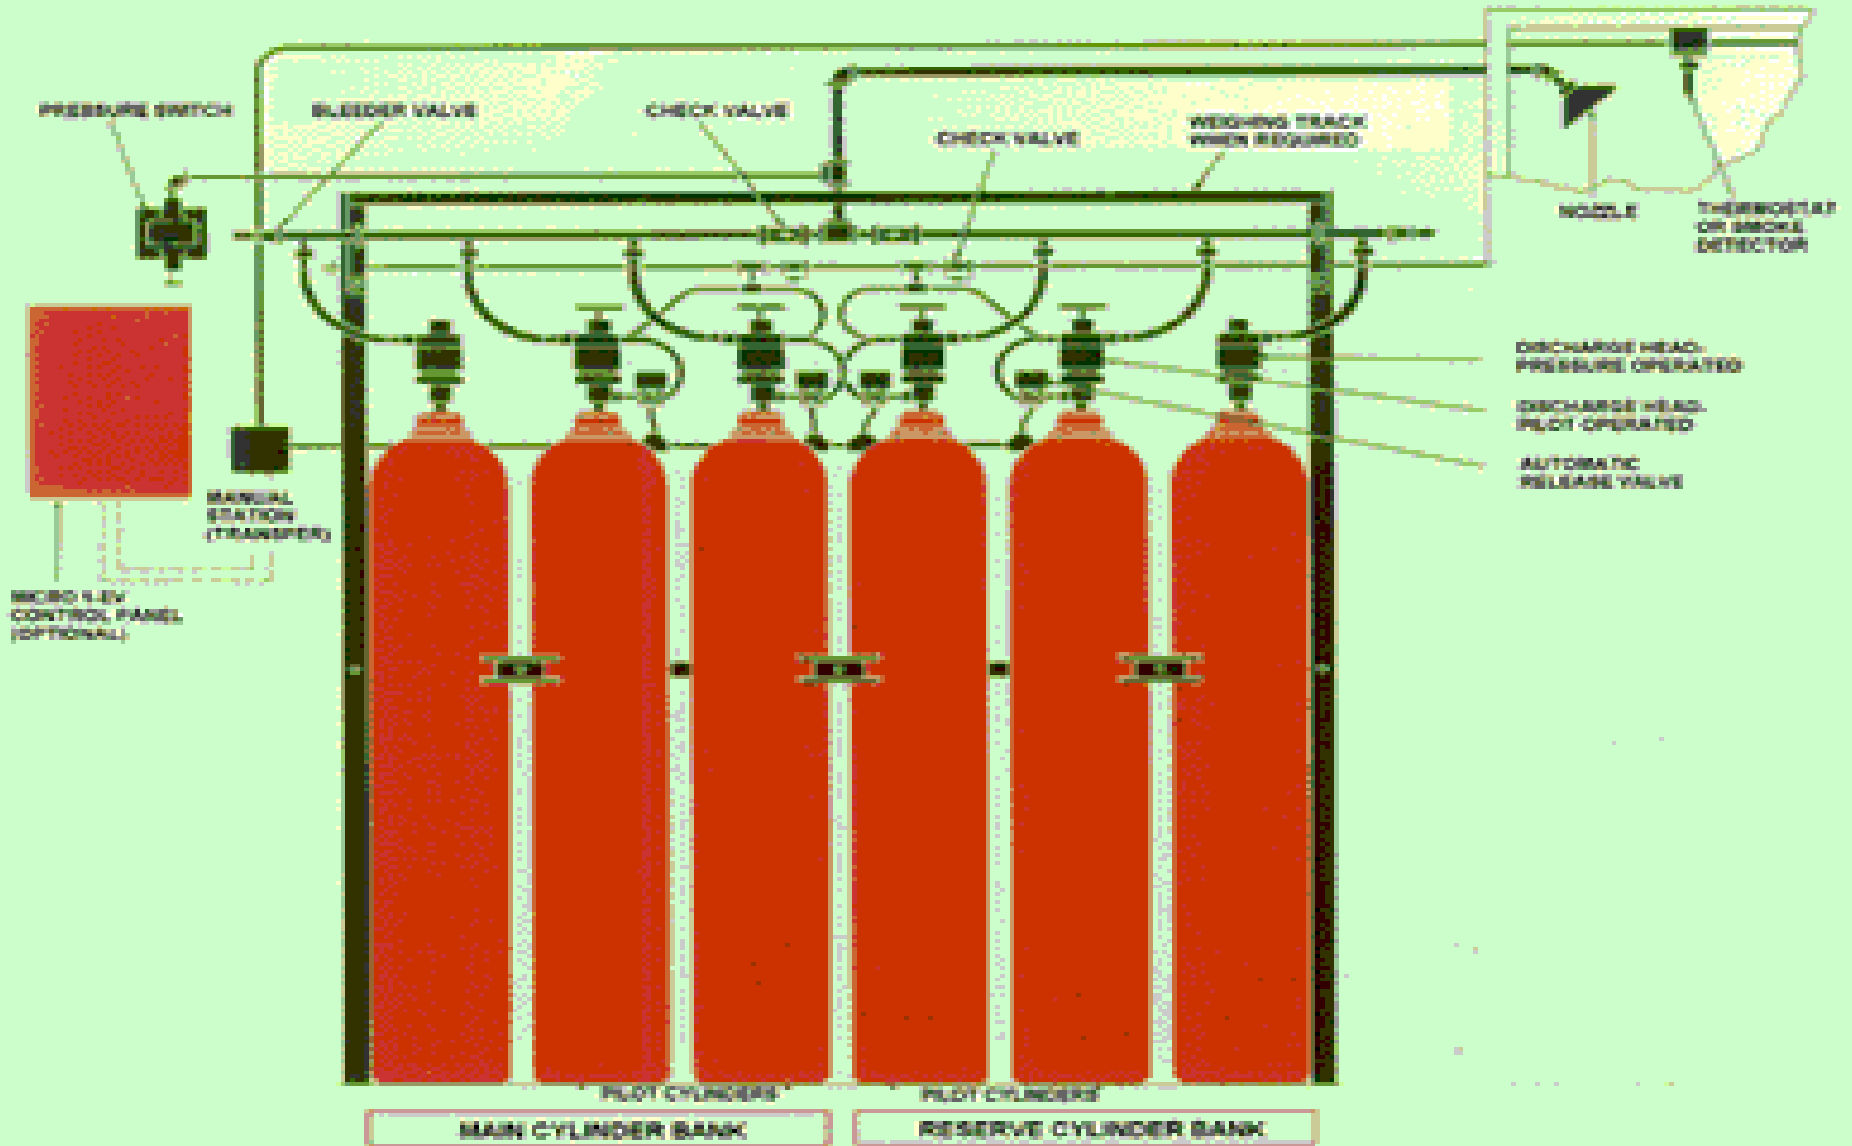 PRESSURE SWITCH
BLEEDER VALVE
CHECK VALVE
CHECK VALVE
WEIGHING TRACK
WHEN REQUIRED
NOZZLE
THERMOSTAT
OR SMOKE
DETECTOR
DISCHARGE HEAD-
PRESSURE OPERATED
DISCHARGE HEAD-
PILOT OPERATED
AUTOMATIC
RELEASE VALVE
MANUAL
STATION
(TRANSFER)
MICRO
CONTROL PANEL
(OPTIONAL)
PILOT CYLINDERS
PILOT CYLINDERS
MAIN CYLINDER BANK
RESERVE CYLINDER BANK